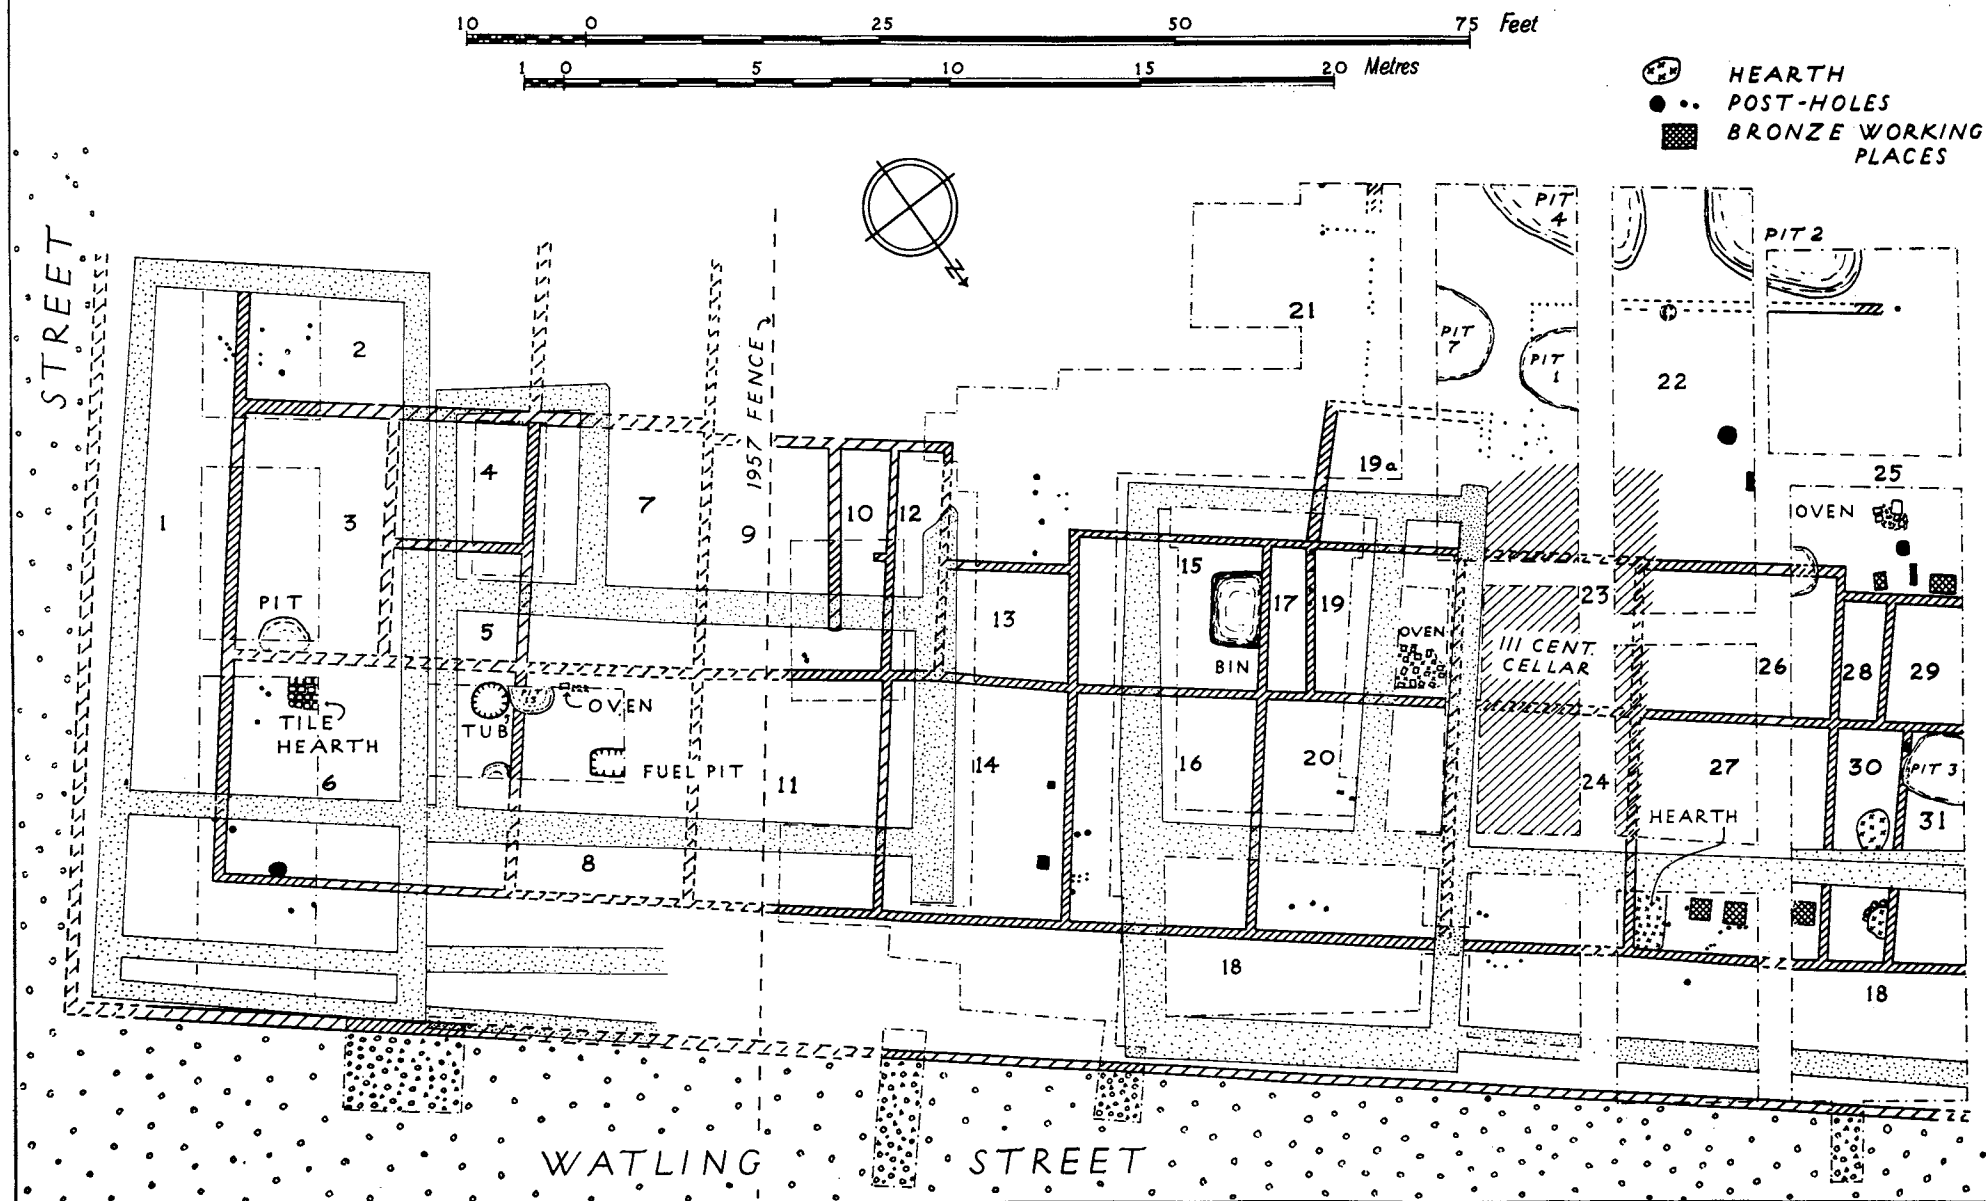 10 0 25 50 75 Feet
1 0 5 10 15 20 Metres
HEARTH
POST-HOLES
BRONZE WORKING
PLACES
STREET
N
1957 FENCE
PIT
4
PIT 2
PIT
7
PIT
1
21
22
2
1
3
4
7
9
10
12
19a
25
OVEN
PIT
5
13
15
17
19
BIN
OVEN
23
III CENT.
CELLAR
26
28
29
TILE
HEARTH
6
TUB
PIT
OVEN
FUEL PIT
11
14
16
20
24
27
30
PIT 3
31
HEARTH
8
18
18
WATLING STREET